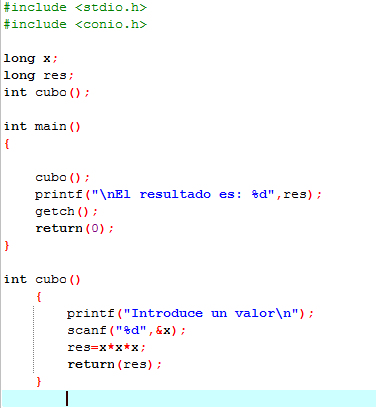 #include <stdio.h>
#include <conio.h>
long x;
long res;
int cubo();
int main()
{
cubo();
printf("\nEl resultado es: %d",res);
getch();
return(0);
}
int cubo()
{
printf("Introduce un valor\n");
scanf("%d",&x);
res=x*x*x;
return(res);
}